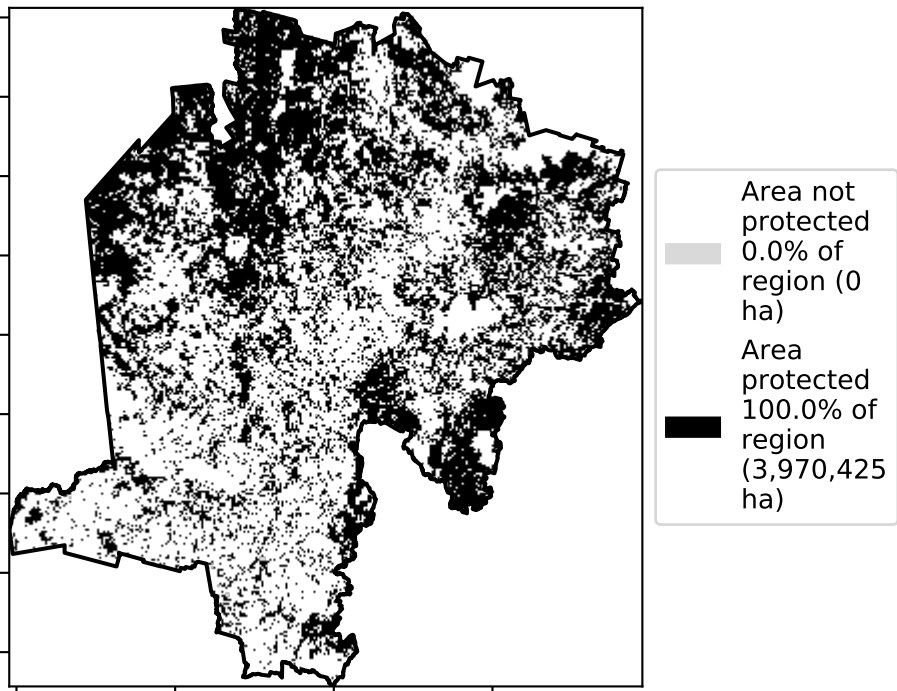 Area not
protected
0.0% of
region (0
ha)
Area
protected
100.0% of
region
(3,970,425
ha)